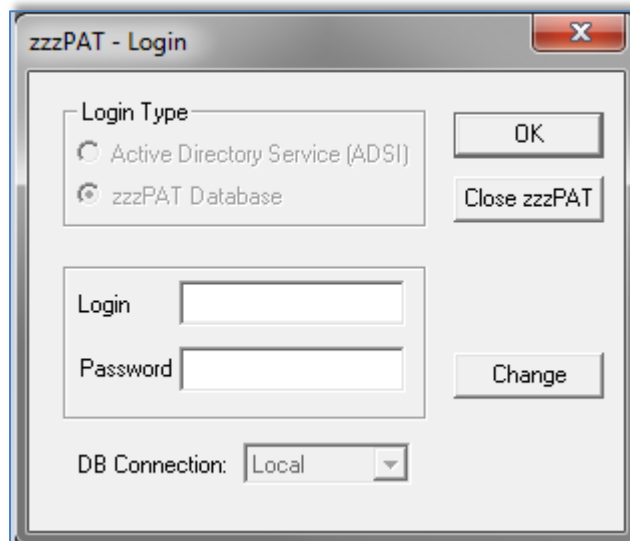 zzzPAT - Login
Login Type
Active Directory Service (ADSI)
zzzPAT Database
OK
Close zzzPAT
Login
Password
Change
DB Connection: Local